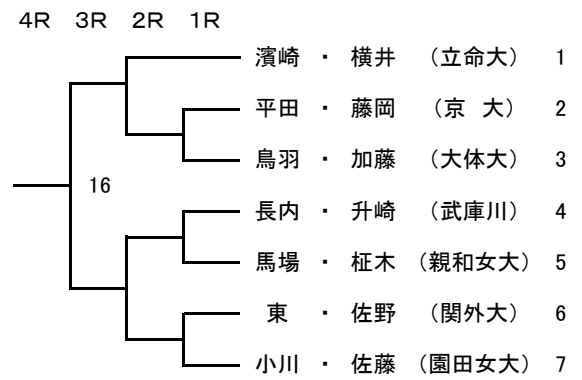 ４Ｒ ３Ｒ ２Ｒ １Ｒ
濱崎 ・ 横井 （立命大） 1
平田 ・ 藤岡 （京 大） 2
鳥羽 ・ 加藤 （大体大） 3
16
長内 ・ 升崎 （武庫川） 4
馬場 ・ 柾木 （親和女大） 5
東 ・ 佐野 （関外大） 6
小川 ・ 佐藤 （園田女大） 7